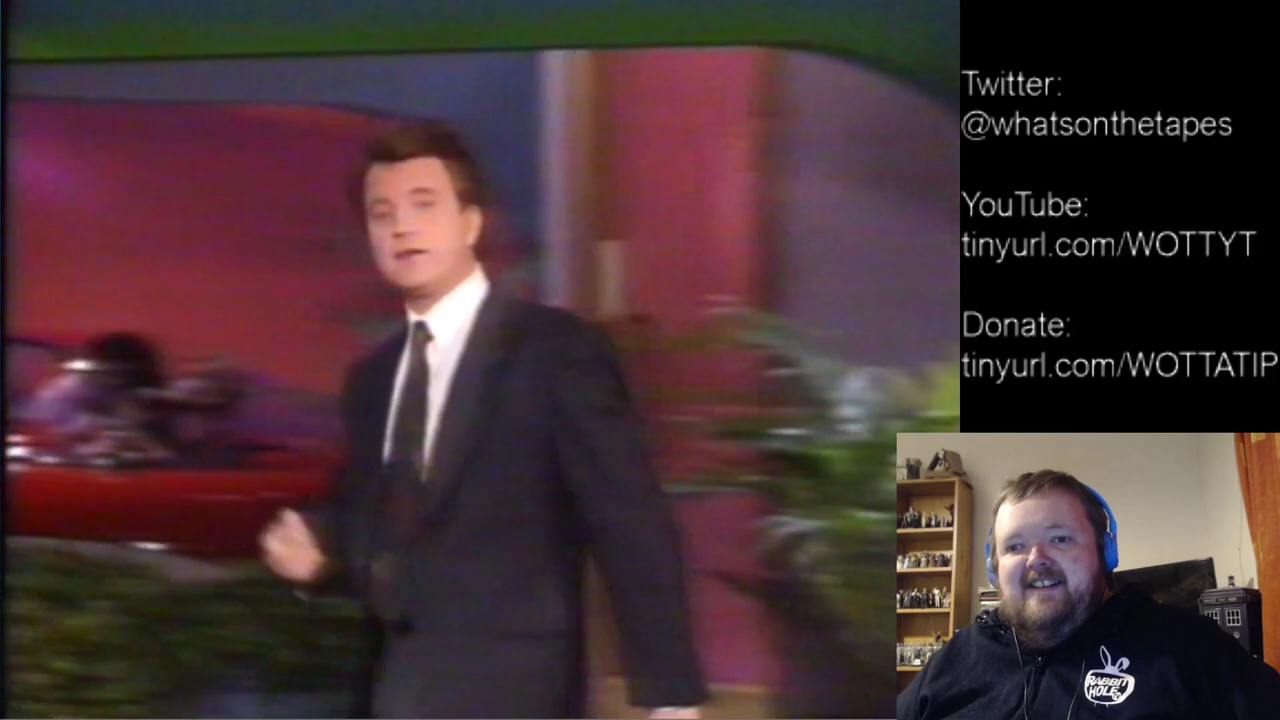 Twitter:
@whatsonthetapes
YouTube:
tinyurl.com/WOTTYT
Donate:
tinyurl.com/WOTTATIP
RABBIT
HOLE